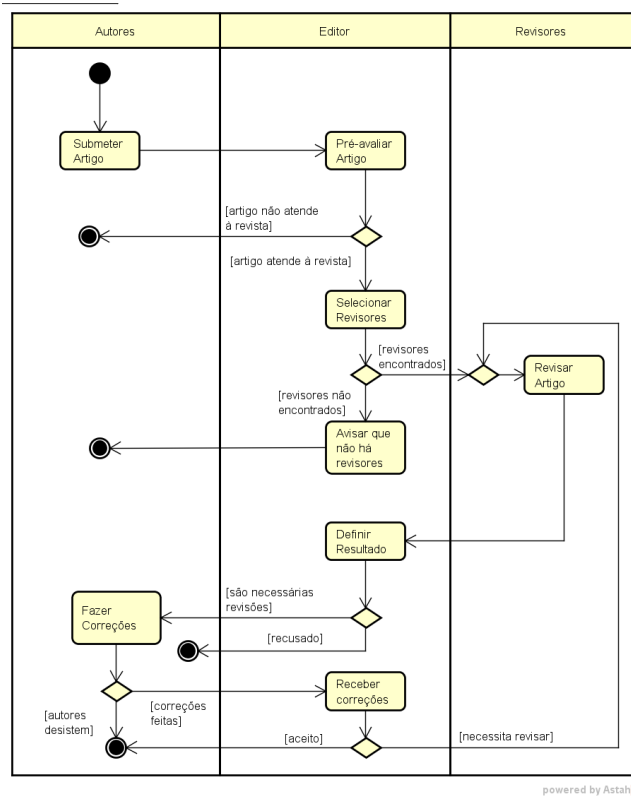 Autores
Editor
Revisores
Submeter
Artigo
Pré-avaliar
Artigo
[artigo não atende
á revista]
[artigo atende á revista]
Selecionar
Revisores
[revisores
encontrados]
Revisar
Artigo
[revisores não
encontrados]
Avisar que
não há
revisores
Definir
Resultado
[são necessárias
revisões]
Fazer
Correções
[recusado]
Receber
correções
[correções
feitas]
[autores
desistem]
[aceito]
[necessita revisar]
powered by Astah